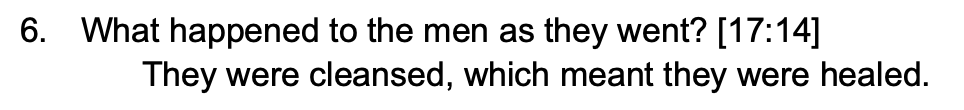 6. What happened to the men as they went? [17:14]
They were cleansed, which meant they were healed.